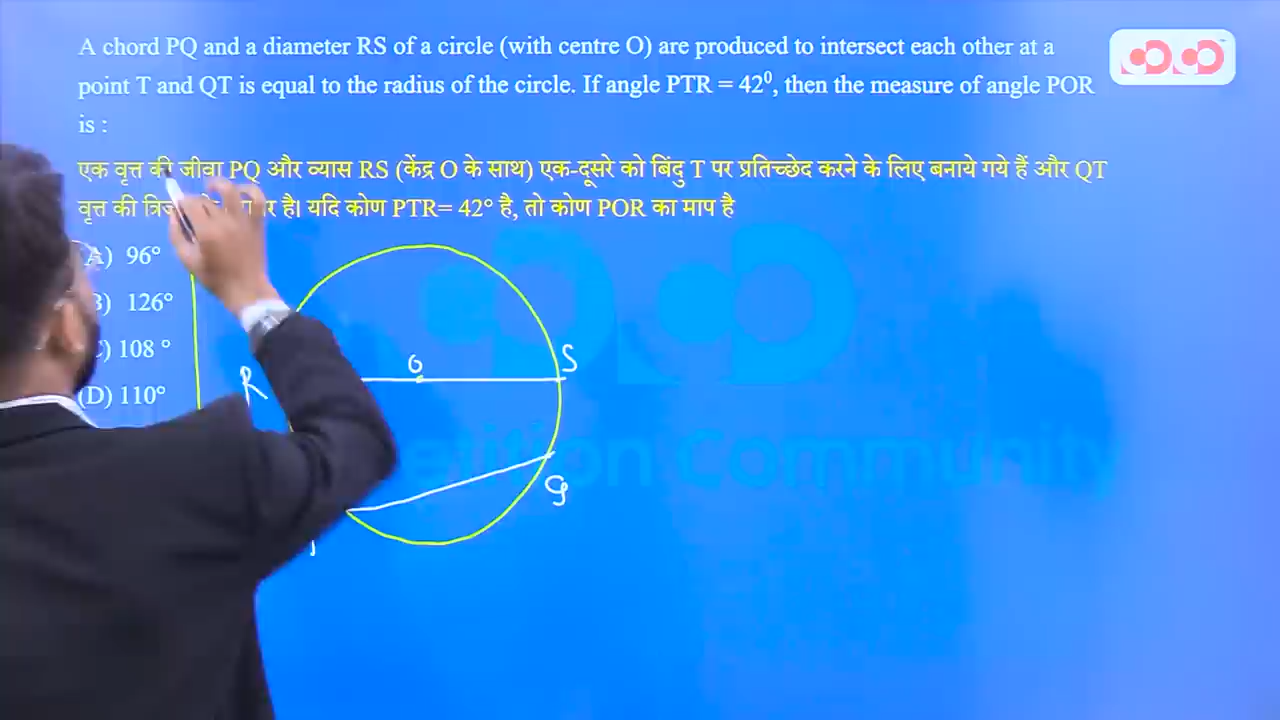 A chord PQ and a diameter RS of a circle (with centre O) are produced to intersect each other at a
point T and QT is equal to the radius of the circle. If angle PTR = 42⁰, then the measure of angle POR
is :
एक वृत्त की जीवा PQ और व्यास RS (केंद्र O के साथ) एक-दूसरे को बिंदु T पर प्रतिच्छेद करने के लिए बनाये गये हैं और QT
वृत्त की है। यदि कोण PTR= 42° है, तो कोण POR का माप है
A) 96°
B) 126°
C) 108 °
(D) 110°
O
S
R
Q
Community